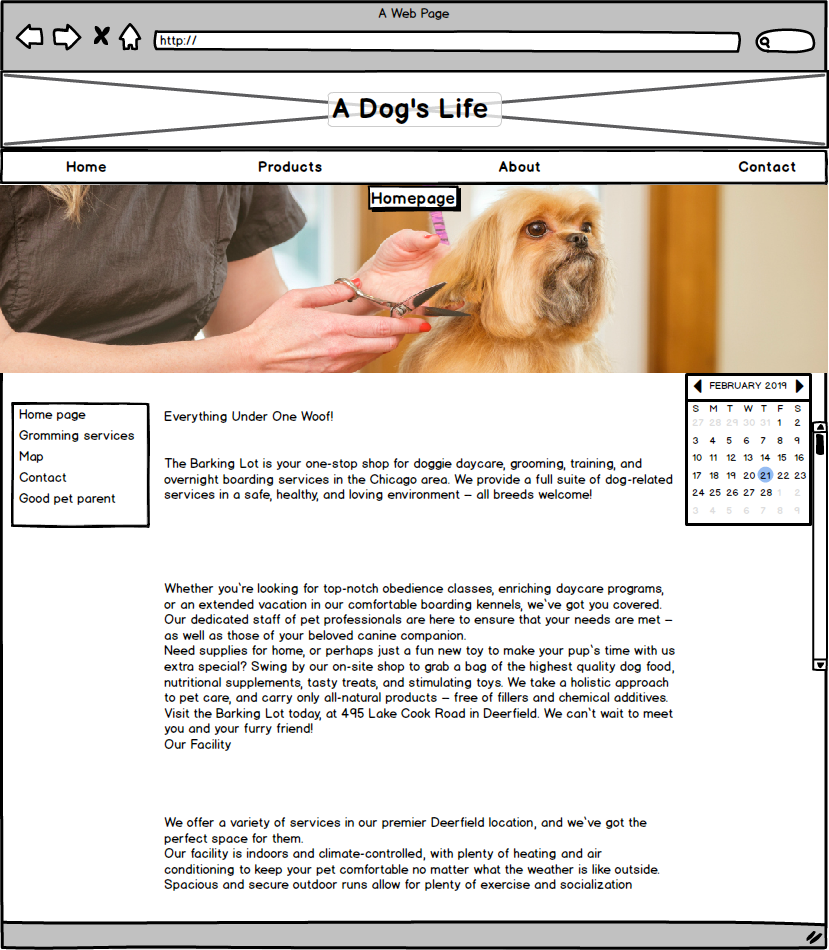 A Web Page
http://
A Dog's Life
Home Products About Contact
Homepage
Home page
Gromming services
Map
Contact
Good pet parent
Everything Under One Woof!
The Barking Lot is your one-stop shop for doggie daycare, grooming, training, and
overnight boarding services in the Chicago area. We provide a full suite of dog-related
services in a safe, healthy, and loving environment – all breeds welcome!
Whether you`re looking for top-notch obedience classes, enriching daycare programs,
or an extended vacation in our comfortable boarding kennels, we`ve got you covered.
Our dedicated staff of pet professionals are here to ensure that your needs are met –
as well as those of your beloved canine companion.
Need supplies for home, or perhaps just a fun new toy to make your pup`s time with us
extra special? Swing by our on-site shop to grab a bag of the highest quality dog food,
nutritional supplements, tasty treats, and stimulating toys. We take a holistic approach
to pet care, and carry only all-natural products – free of fillers and chemical additives.
Visit the Barking Lot today, at 495 Lake Cook Road in Deerfield. We can`t wait to meet
you and your furry friend!
Our Facility
We offer a variety of services in our premier Deerfield location, and we`ve got the
perfect space for them.
Our facility is indoors and climate-controlled, with plenty of heating and air
conditioning to keep your pet comfortable no matter what the weather is like outside.
Spacious and secure outdoor runs allow for plenty of exercise and socialization
FEBRUARY 2019
S M T W T F S
27 28 29 30 31 1 2
3 4 5 6 7 8 9
10 11 12 13 14 15 16
17 18 19 20 21 22 23
24 25 26 27 28 1 2
3 4 5 6 7 8 9